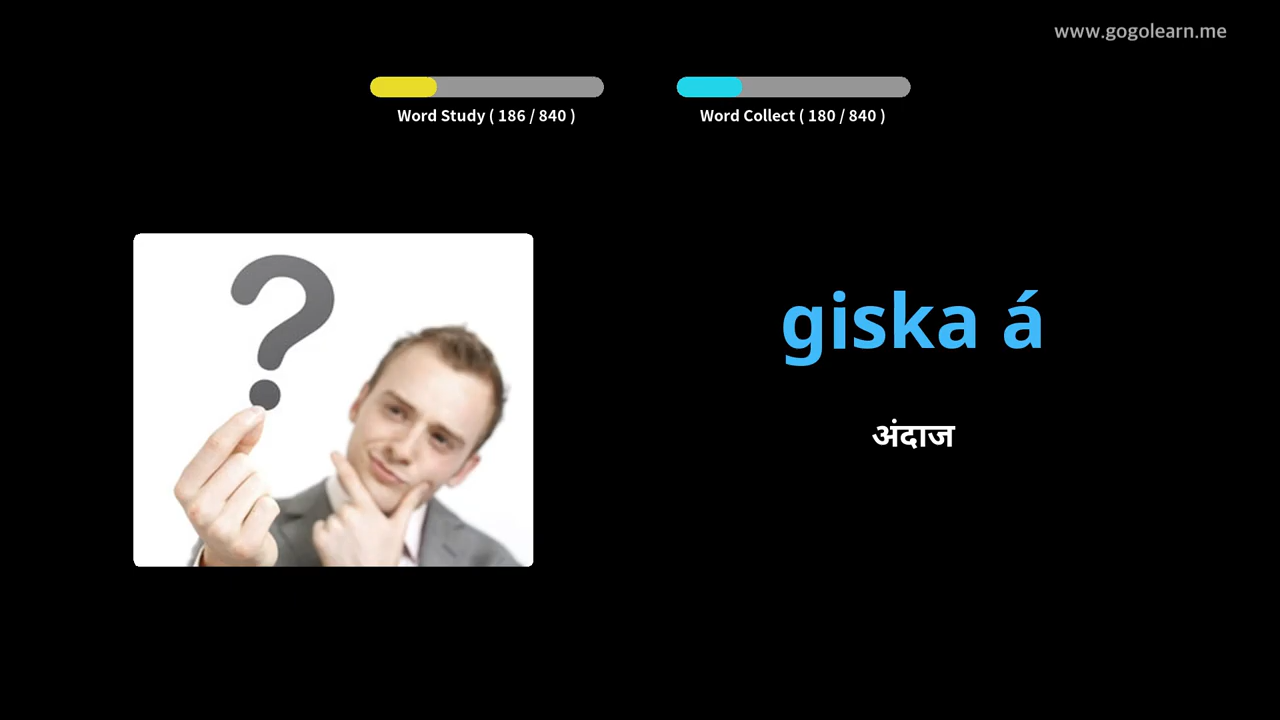 www.gogolearn.me
Word Study ( 186 / 840 )
Word Collect ( 180 / 840 )
giska á
अंदाज